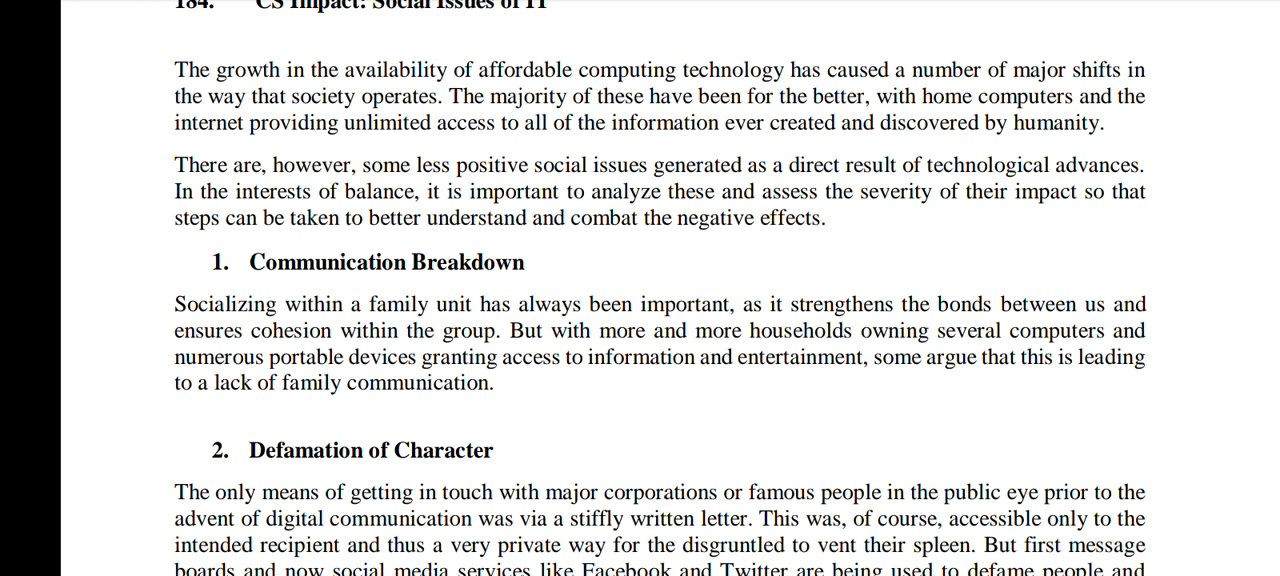 184. CS Impact: Social Issues of IT
The growth in the availability of affordable computing technology has caused a number of major shifts in
the way that society operates. The majority of these have been for the better, with home computers and the
internet providing unlimited access to all of the information ever created and discovered by humanity.
There are, however, some less positive social issues generated as a direct result of technological advances.
In the interests of balance, it is important to analyze these and assess the severity of their impact so that
steps can be taken to better understand and combat the negative effects.
1. Communication Breakdown
Socializing within a family unit has always been important, as it strengthens the bonds between us and
ensures cohesion within the group. But with more and more households owning several computers and
numerous portable devices granting access to information and entertainment, some argue that this is leading
to a lack of family communication.
2. Defamation of Character
The only means of getting in touch with major corporations or famous people in the public eye prior to the
advent of digital communication was via a stiffly written letter. This was, of course, accessible only to the
intended recipient and thus a very private way for the disgruntled to vent their spleen. But first message
boards and now social media services like Facebook and Twitter are being used to defame people and